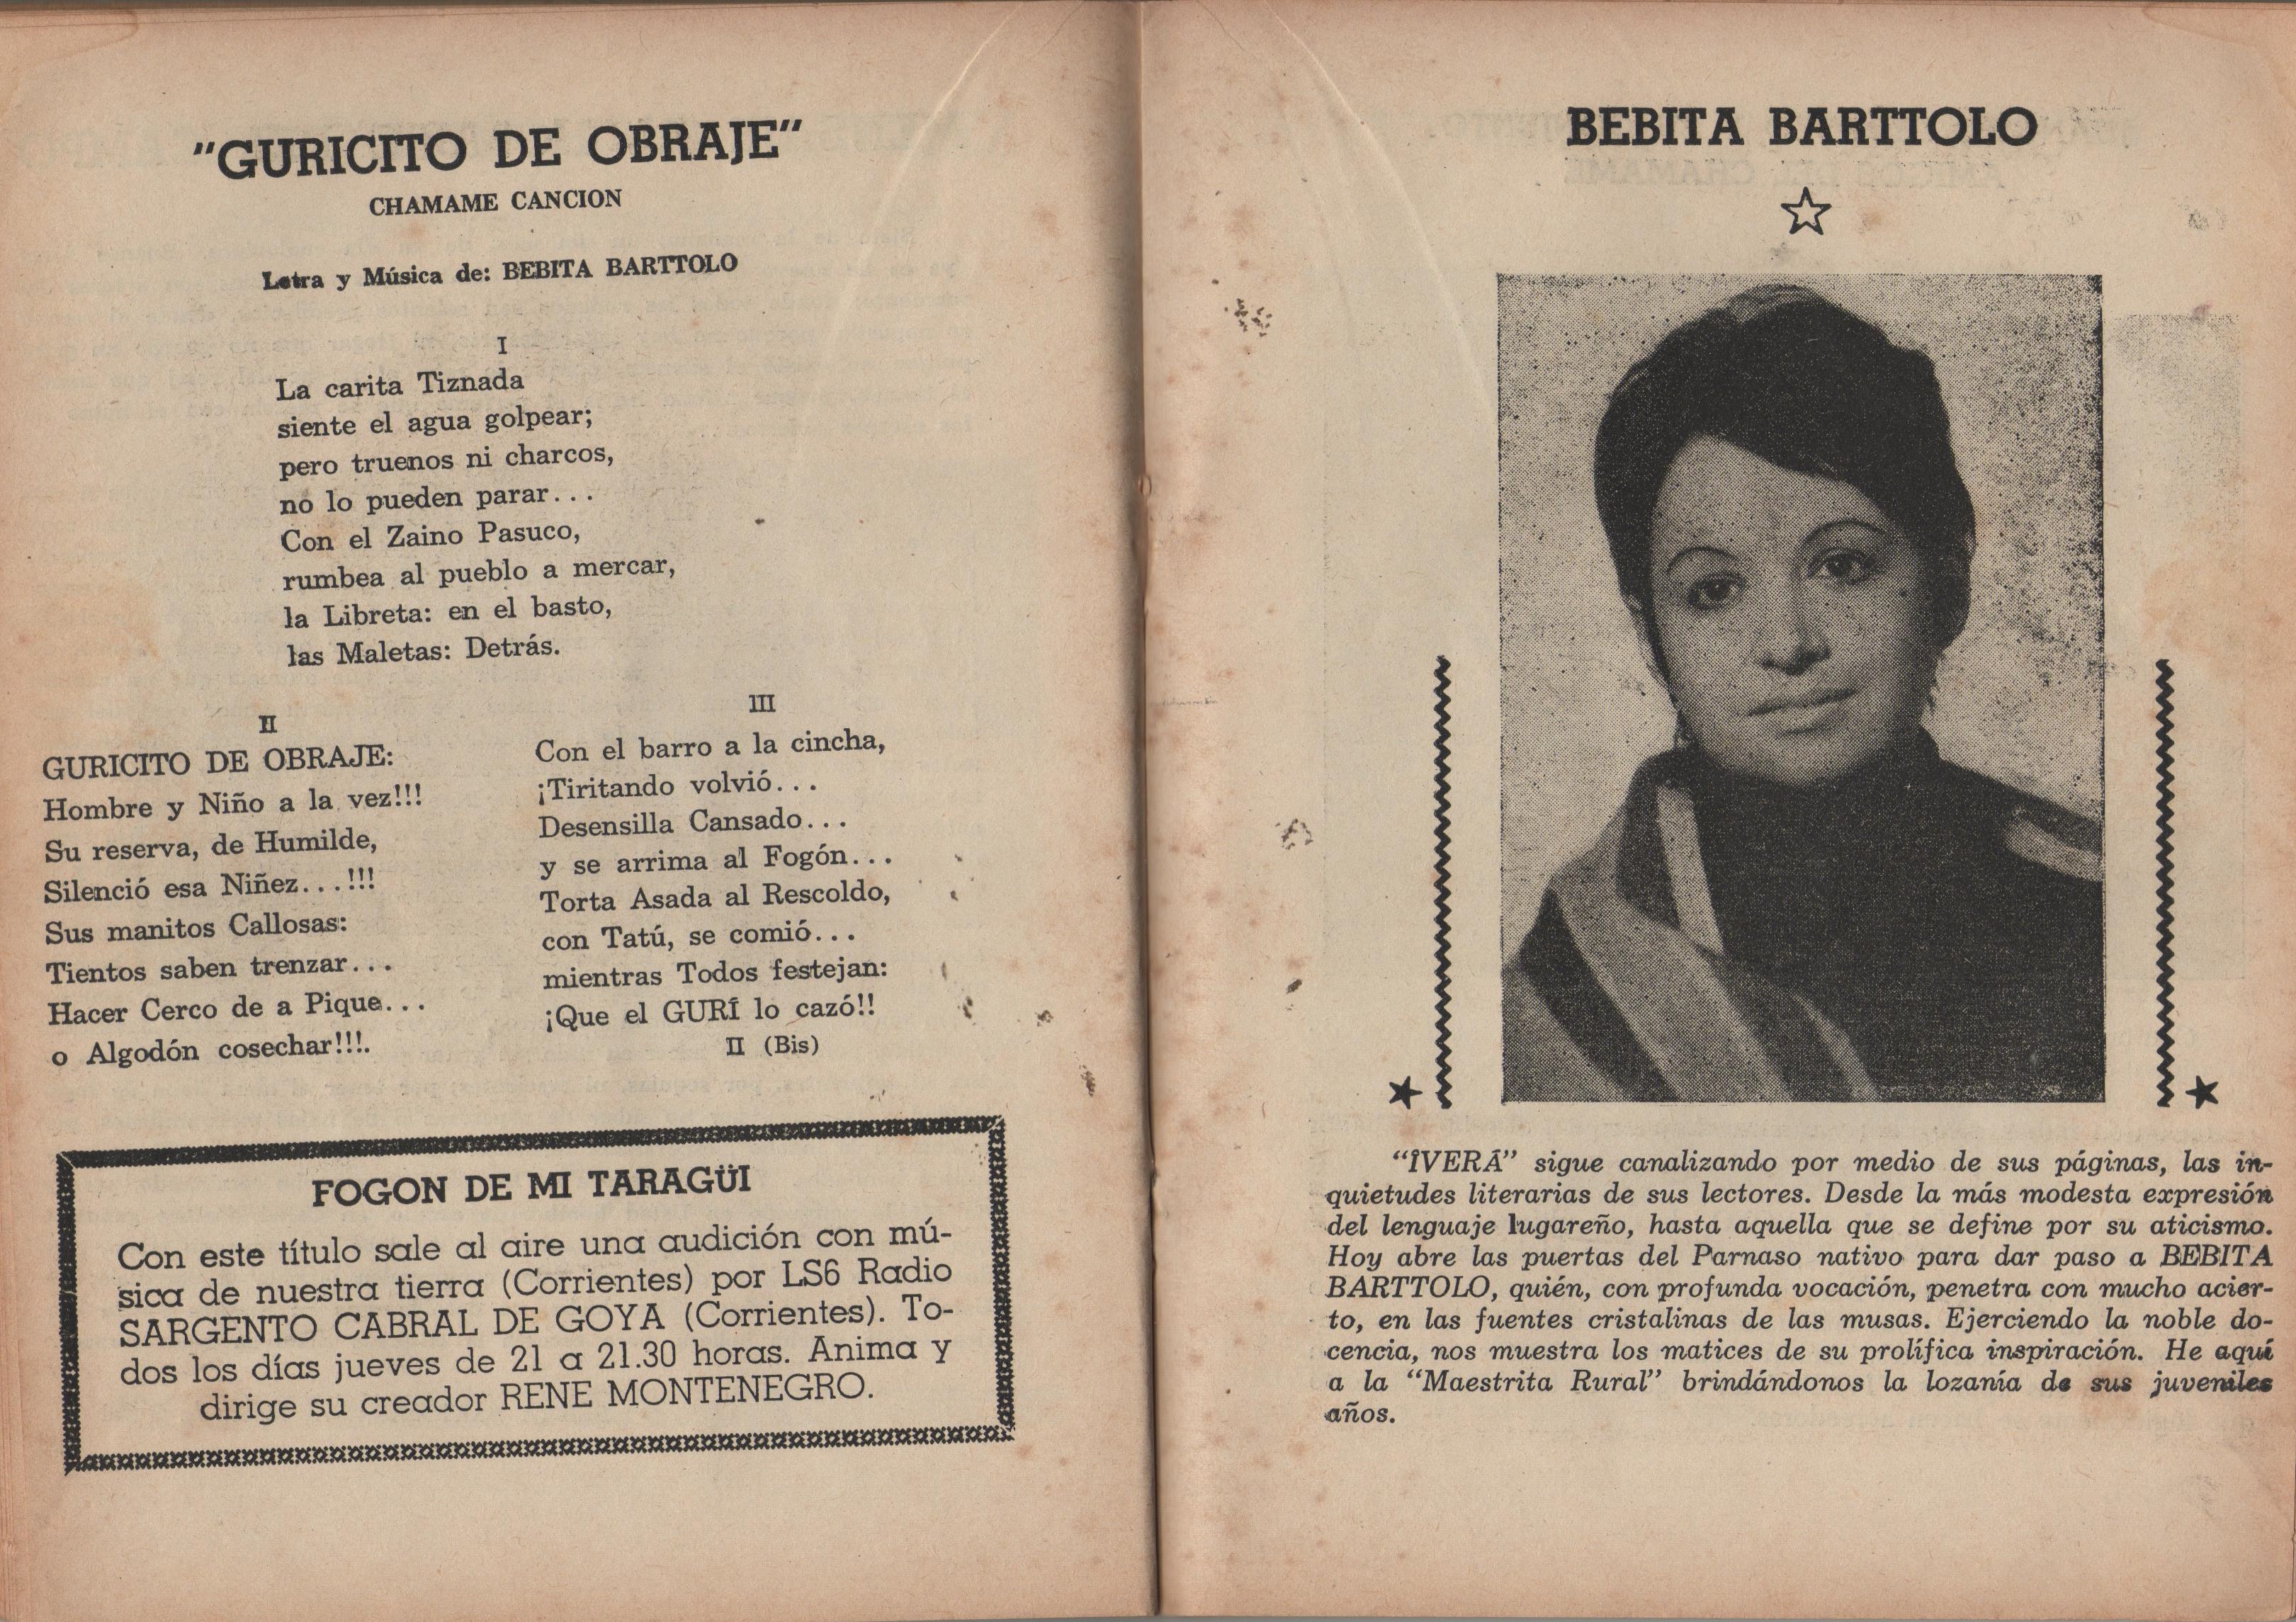 "GURICITO DE OBRAJE"
CHAMAME CANCION
Letra y Música de: BEBITA BARTTOLO
I
La carita Tiznada
siente el agua golpear;
pero truenos ni charcos,
no lo pueden parar...
Con el Zaino Pasuco,
rumbea al pueblo a mercar,
la Libreta: en el basto,
las Maletas: Detrás.
II
GURICITO DE OBRAJE:
Hombre y Niño a la vez!!!
Su reserva, de Humilde,
Silenció esa Niñez...!!!
Sus manitos Callosas:
Tientos saben trenzar...
Hacer Cerco de a Pique...
o Algodón cosechar!!!.
III
Con el barro a la cincha,
¡Tiritando volvió...
Desensilla Cansado...
y se arrima al Fogón...
Torta Asada al Rescoldo,
con Tatú, se comió...
mientras Todos festejan:
¡Que el GURÍ lo cazó!!
II (Bis)
FOGON DE MI TARAGÜI
Con este título sale al aire una audición con mú-
sica de nuestra tierra (Corrientes) por LS6 Radio
SARGENTO CABRAL DE GOYA (Corrientes). To-
dos los días jueves de 21 a 21.30 horas. Anima y
dirige su creador RENE MONTENEGRO.
BEBITA BARTTOLO
"ÎVERÁ" sigue canalizando por medio de sus páginas, las in-
quietudes literarias de sus lectores. Desde la más modesta expresión
del lenguaje lugareño, hasta aquella que se define por su aticismo.
Hoy abre las puertas del Parnaso nativo para dar paso a BEBITA
BARTTOLO, quién, con profunda vocación, penetra con mucho acier-
to, en las fuentes cristalinas de las musas. Ejerciendo la noble do-
cencia, nos muestra los matices de su prolífica inspiración. He aquí
a la "Maestrita Rural" brindándonos la lozanía de sus juveniles
años.